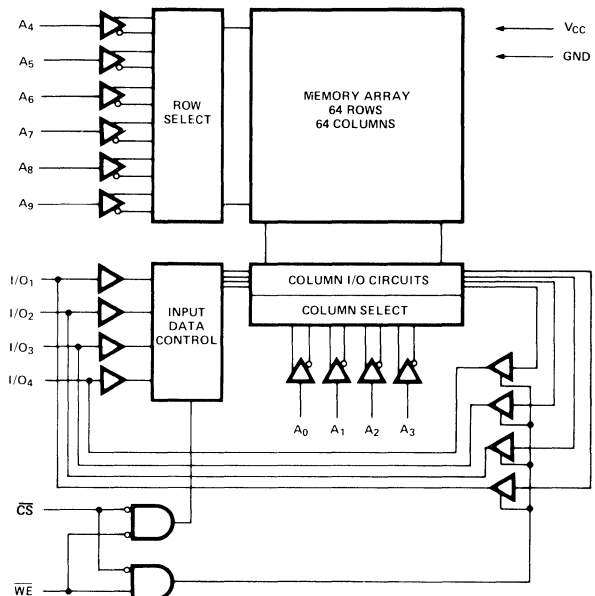 A4
A5
A6
A7
A8
A9
ROW
SELECT
MEMORY ARRAY
64 ROWS
64 COLUMNS
VCC
GND
I/O1
I/O2
I/O3
I/O4
INPUT
DATA
CONTROL
COLUMN I/O CIRCUITS
COLUMN SELECT
A0 A1 A2 A3
CS
WE